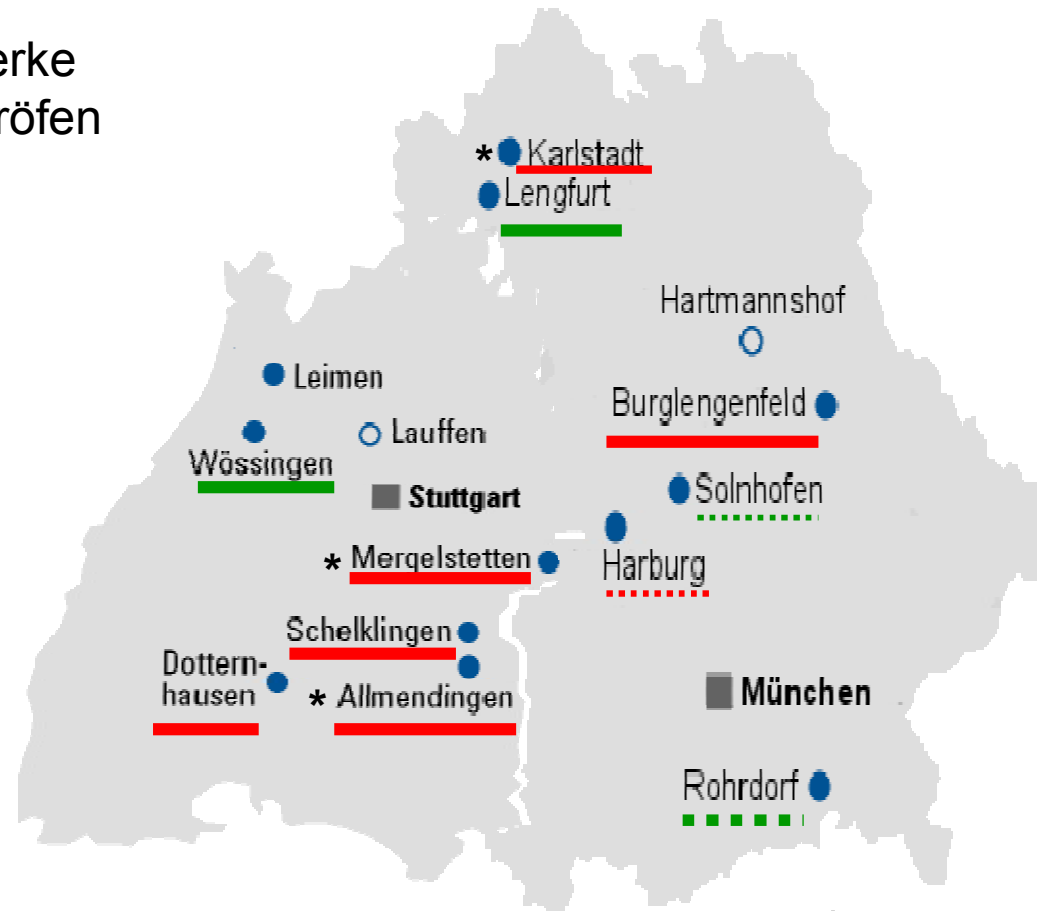 erke
röfen
* Karlstadt
Lengfurt
Hartmannshof
Leimen
Burglengenfeld
Lauffen
Wössingen
Stuttgart
Solnhofen
* Mergelstetten
Harburg
Schelklingen
Dottern-
hausen
* Allmendingen
München
Rohrdorf